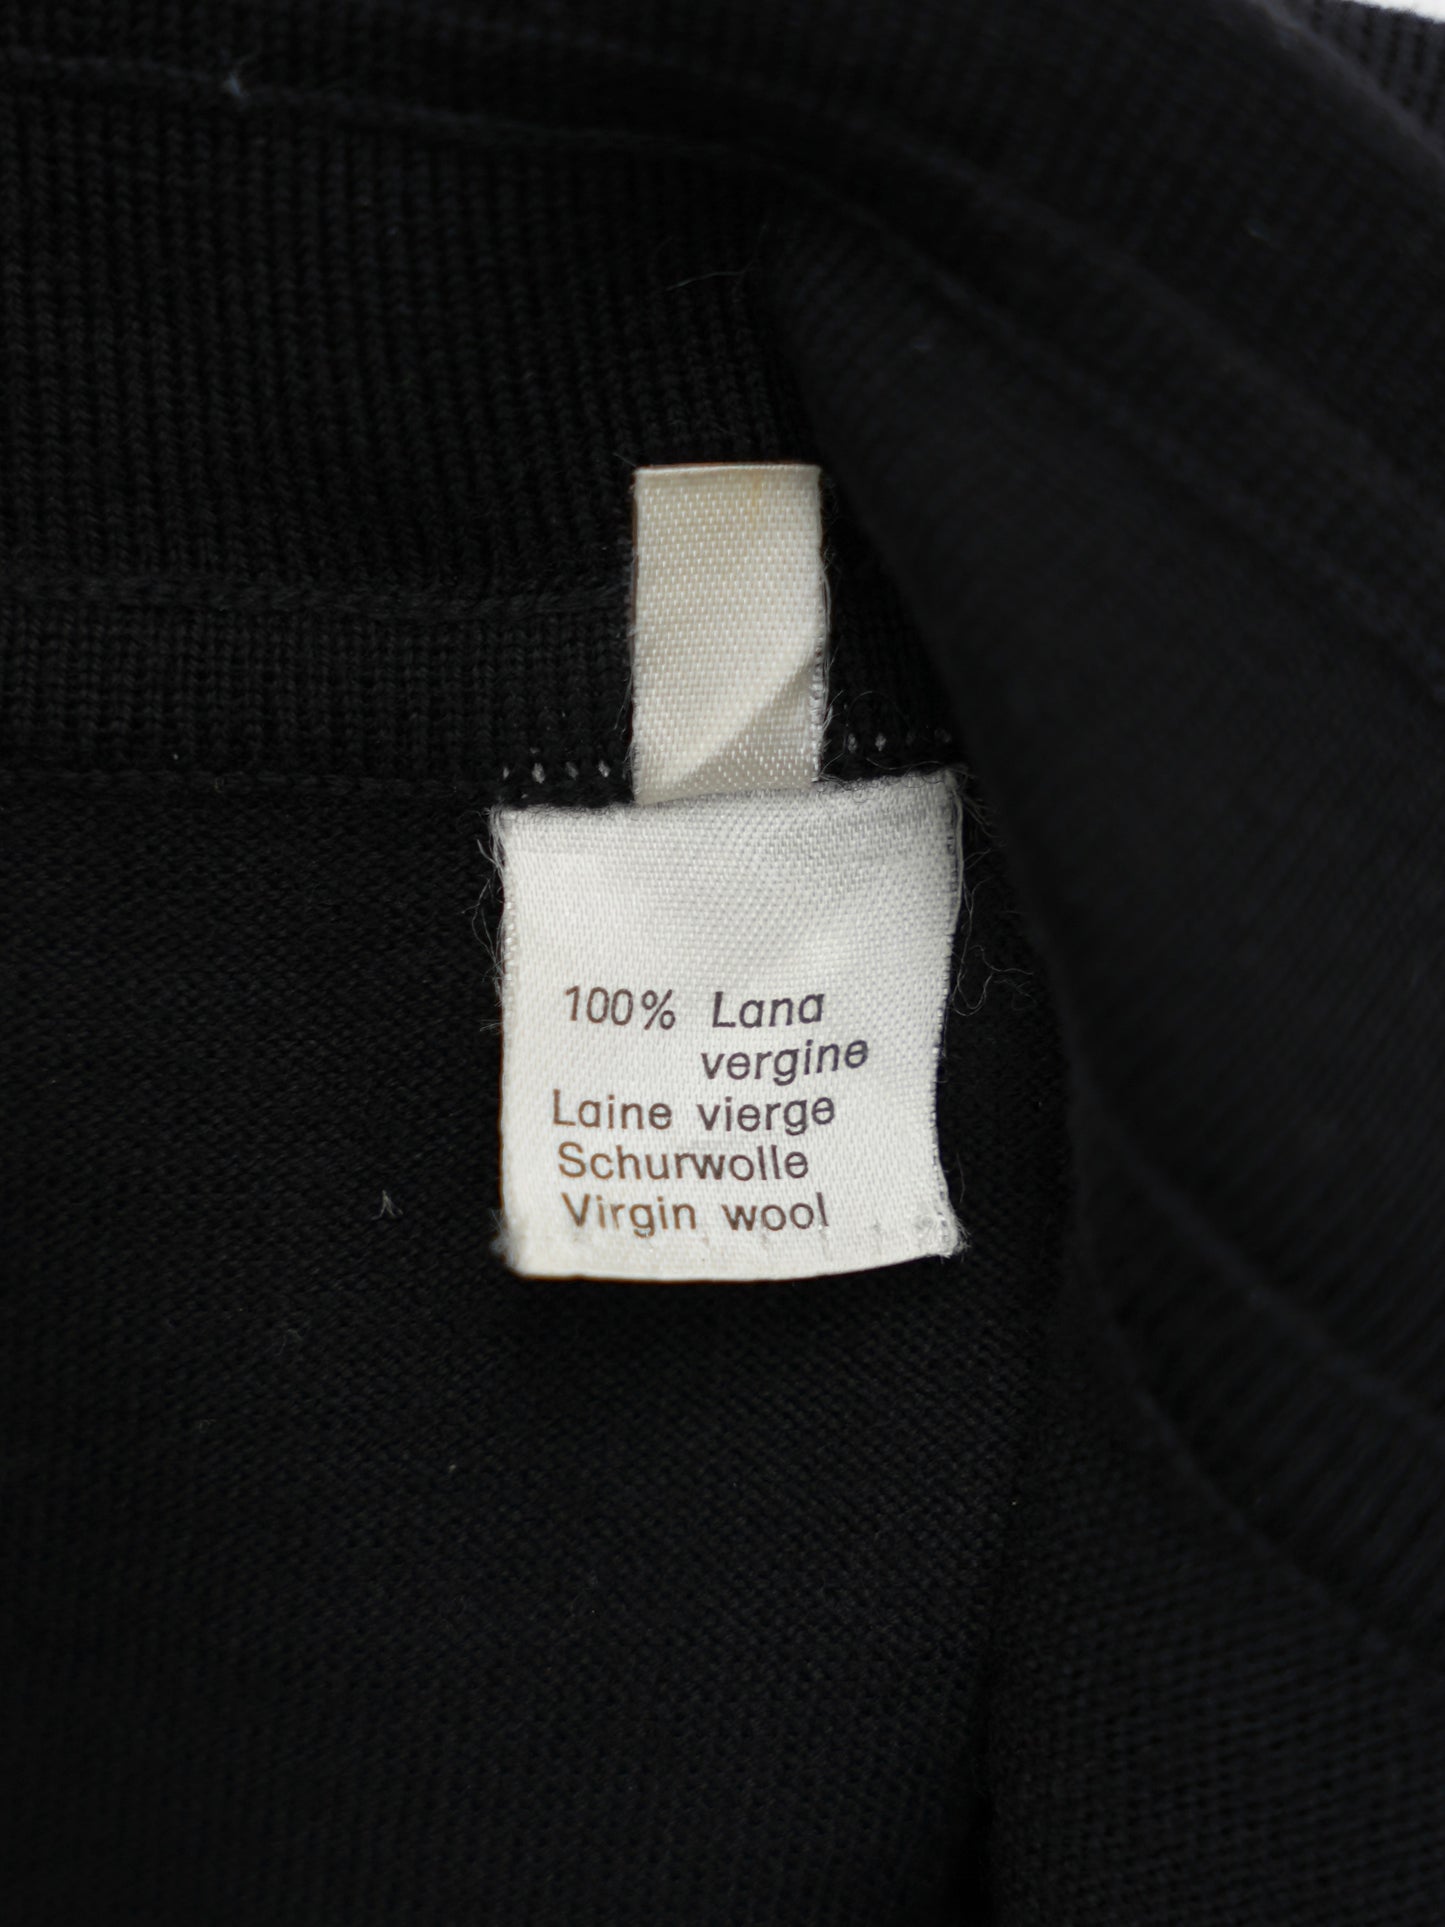 100% Lana
vergine
Laine vierge
Schurwolle
Virgin wool